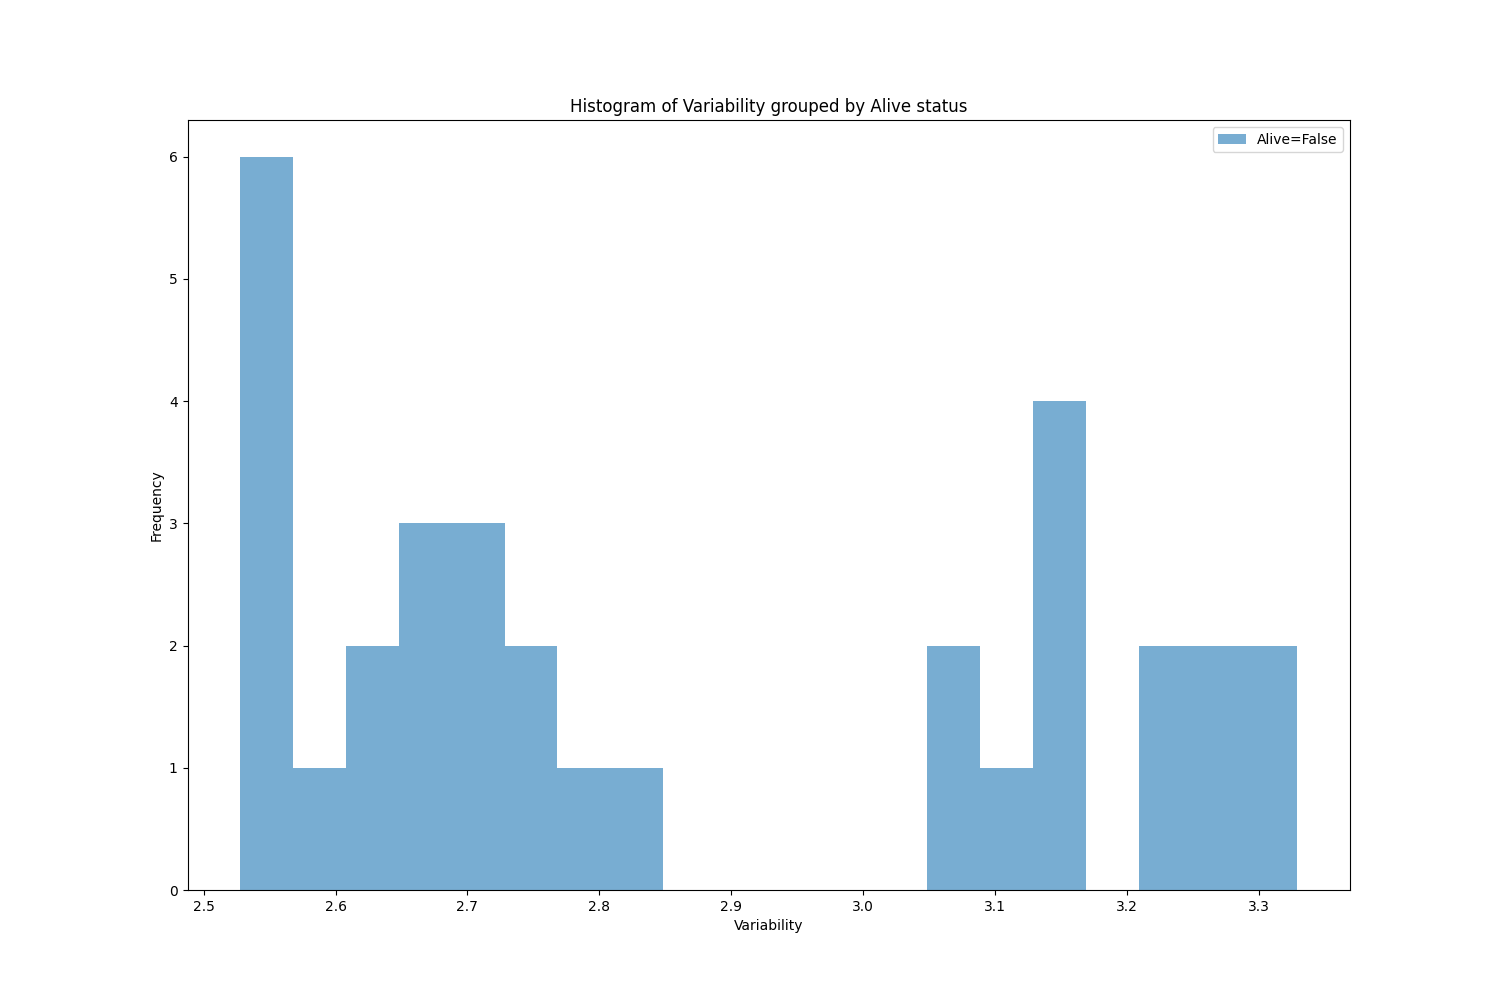 Histogram of Variability grouped by Alive status
Alive=False
6
5
4
3
2
1
0
Frequency
2.5 2.6 2.7 2.8 2.9 3.0 3.1 3.2 3.3
Variability